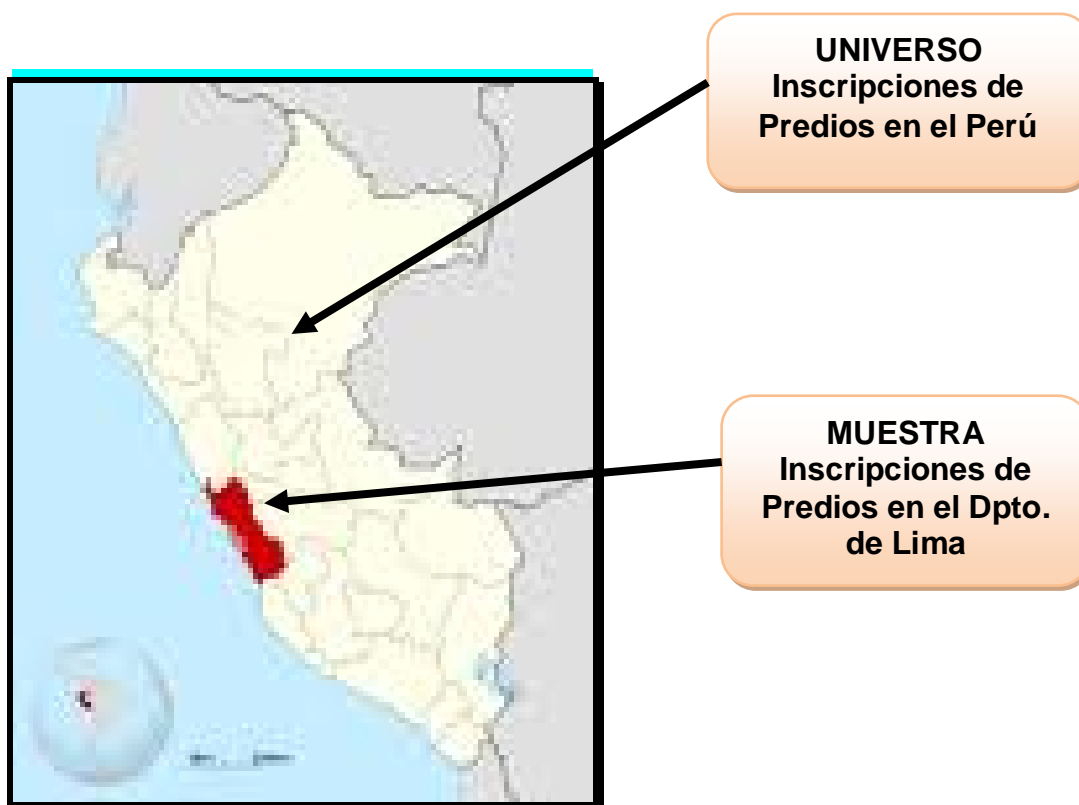 UNIVERSO
Inscripciones de
Predios en el Perú
MUESTRA
Inscripciones de
Predios en el Dpto.
de Lima